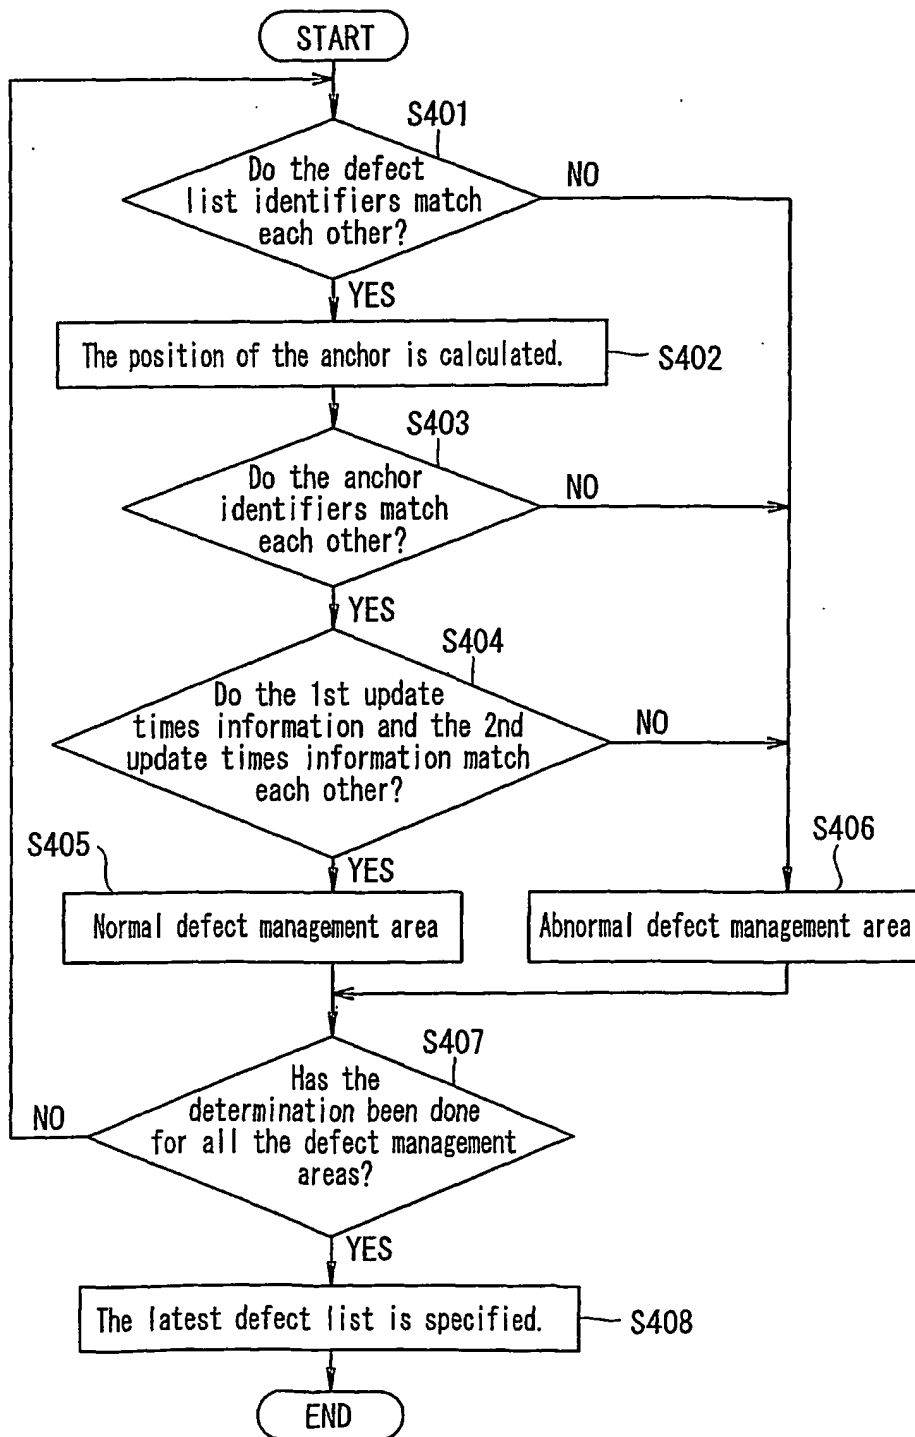 START
S401
Do the defect
list identifiers match
each other?
NO
YES
The position of the anchor is calculated.
S402
S403
Do the anchor
identifiers match
each other?
NO
YES
S404
Do the 1st update
times information and the 2nd
update times information match
each other?
NO
YES
S405
Normal defect management area
S406
Abnormal defect management area
S407
Has the
determination been done
for all the defect management
areas?
NO
YES
The latest defect list is specified.
S408
END